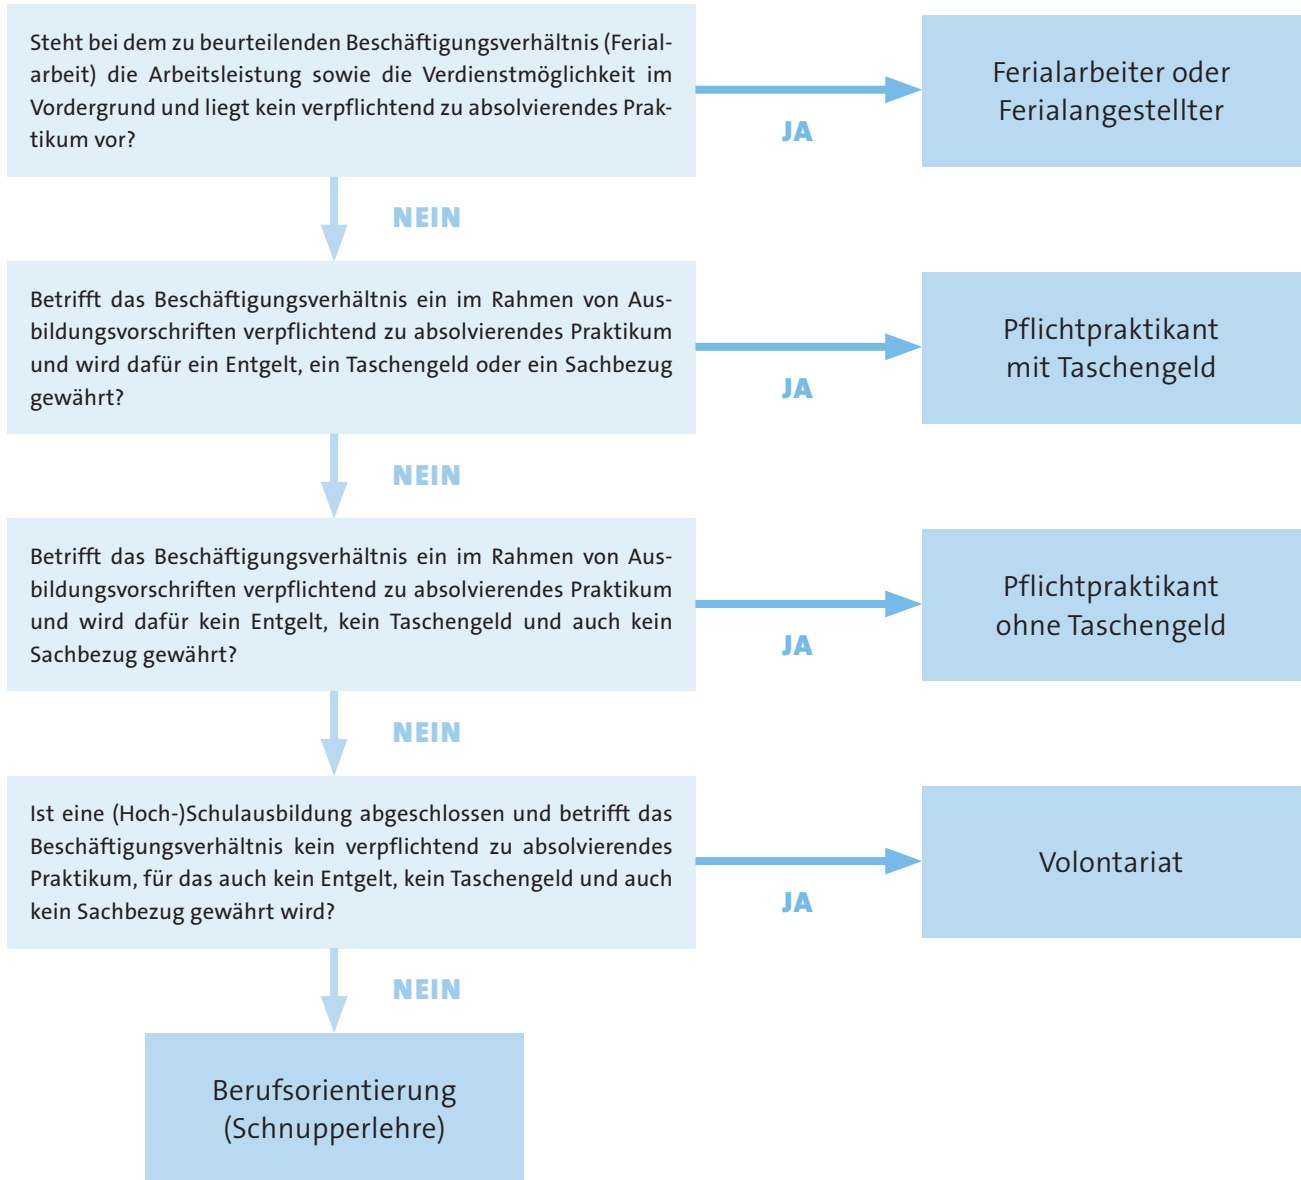 Steht bei dem zu beurteilenden Beschäftigungsverhältnis (Ferial-
arbeit) die Arbeitsleistung sowie die Verdienstmöglichkeit im
Vordergrund und liegt kein verpflichtend zu absolvierendes Prak-
tikum vor?
JA
Ferialarbeiter oder
Ferialangestellter
NEIN
Betrifft das Beschäftigungsverhältnis ein im Rahmen von Aus-
bildungsvorschriften verpflichtend zu absolvierendes Praktikum
und wird dafür ein Entgelt, ein Taschengeld oder ein Sachbezug
gewährt?
JA
Pflichtpraktikant
mit Taschengeld
NEIN
Betrifft das Beschäftigungsverhältnis ein im Rahmen von Aus-
bildungsvorschriften verpflichtend zu absolvierendes Praktikum
und wird dafür kein Entgelt, kein Taschengeld und auch kein
Sachbezug gewährt?
JA
Pflichtpraktikant
ohne Taschengeld
NEIN
Ist eine (Hoch-)Schulausbildung abgeschlossen und betrifft das
Beschäftigungsverhältnis kein verpflichtend zu absolvierendes
Praktikum, für das auch kein Entgelt, kein Taschengeld und auch
kein Sachbezug gewährt wird?
JA
Volontariat
NEIN
Berufsorientierung
(Schnupperlehre)